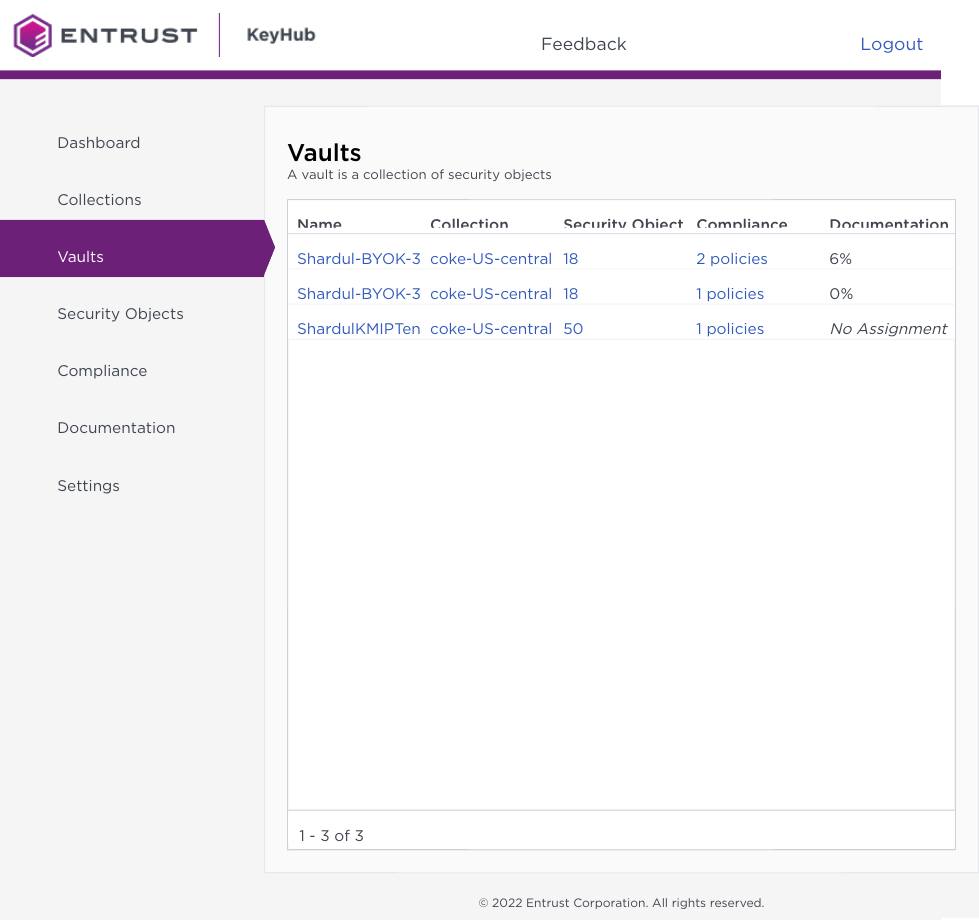 ENTRUST KeyHub Feedback Logout
Dashboard
Collections
Vaults
Security Objects
Compliance
Documentation
Settings
Vaults
A vault is a collection of security objects
Name Collection Security Object Compliance Documentation
Shardul-BYOK-3 coke-US-central 18 2 policies 6%
Shardul-BYOK-3 coke-US-central 18 1 policies 0%
ShardulKMIPTen coke-US-central 50 1 policies No Assignment
1 - 3 of 3
© 2022 Entrust Corporation. All rights reserved.